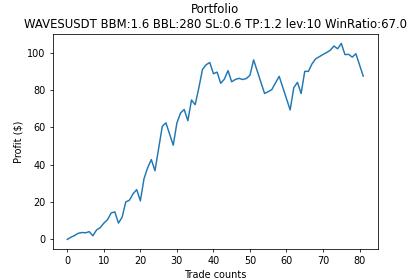 Portfolio
WAVESUSDT BBM:1.6 BBL:280 SL:0.6 TP:1.2 lev:10 WinRatio:67.0
100
80
60
40
20
0
Profit ($)
0 10 20 30 40 50 60 70 80
Trade counts